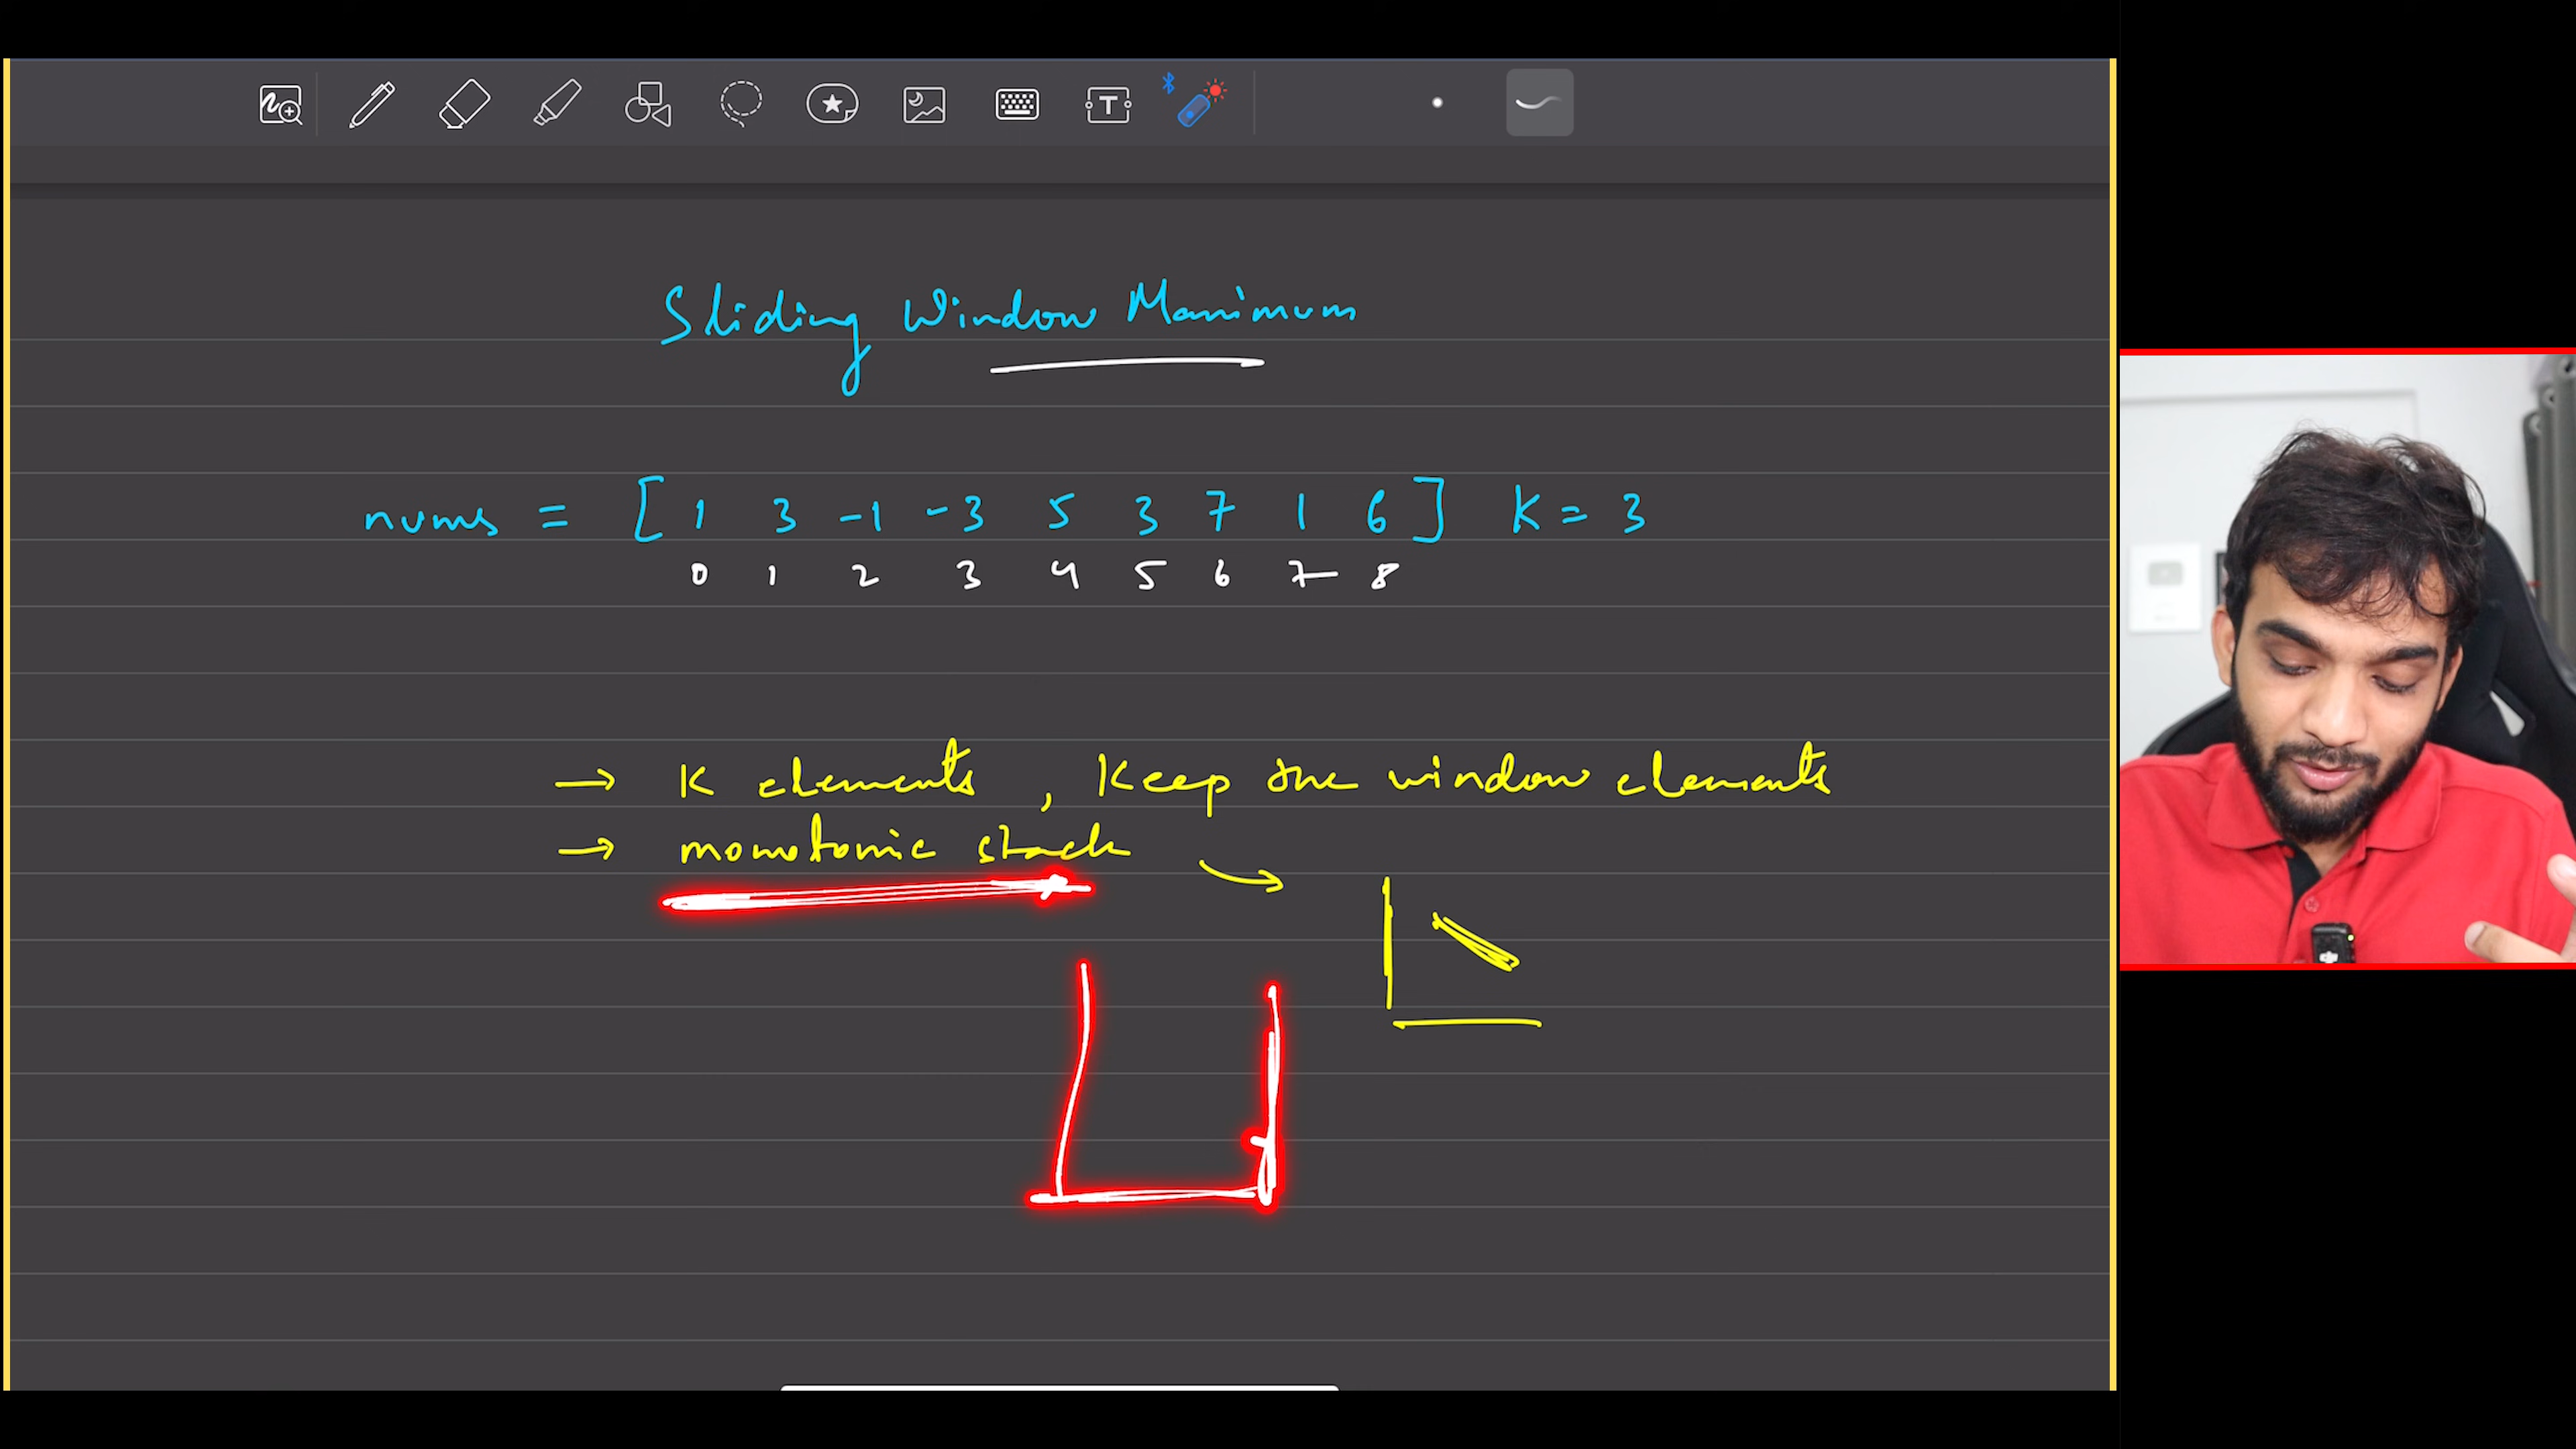 Sliding Window Maximum
nums = [ 1 3 -1 -3 5 3 7 1 6 ] K = 3
0 1 2 3 4 5 6 7 8
→ K elements , Keep the window elements
→ monotonic stack